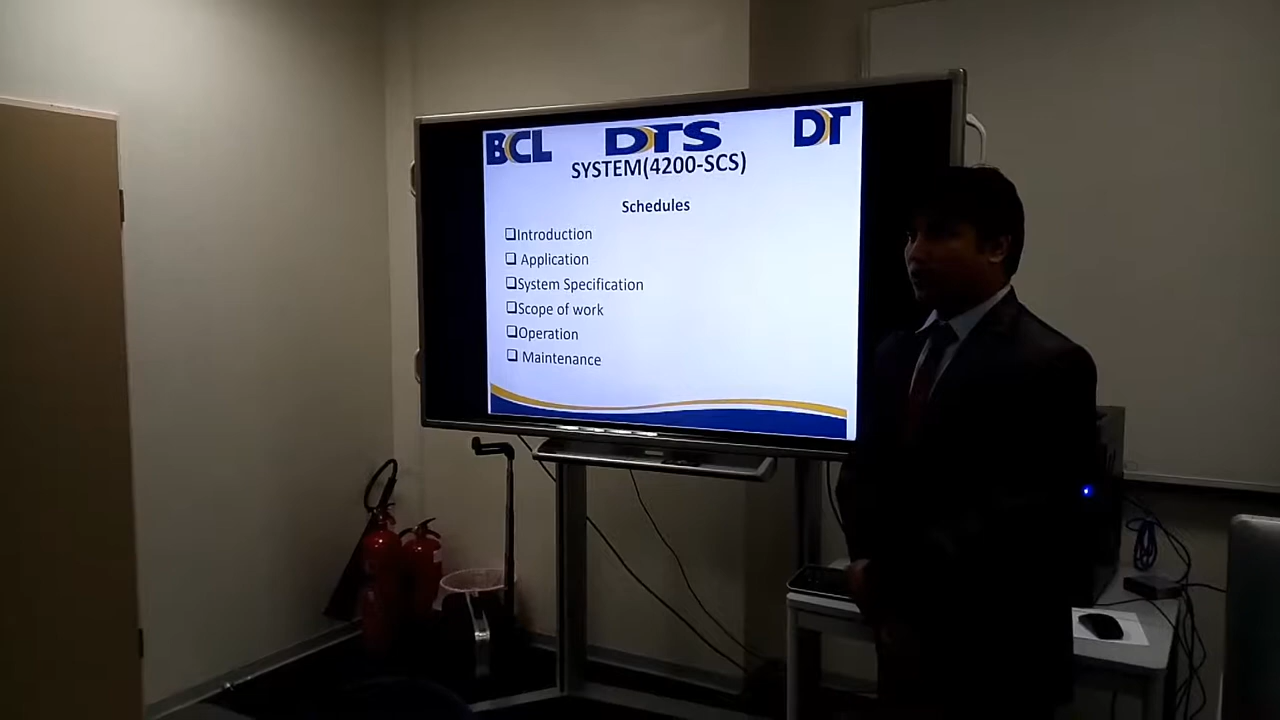 BCL DTS DT
SYSTEM(4200-SCS)
Schedules
❑Introduction
❑ Application
❑System Specification
❑Scope of work
❑Operation
❑ Maintenance